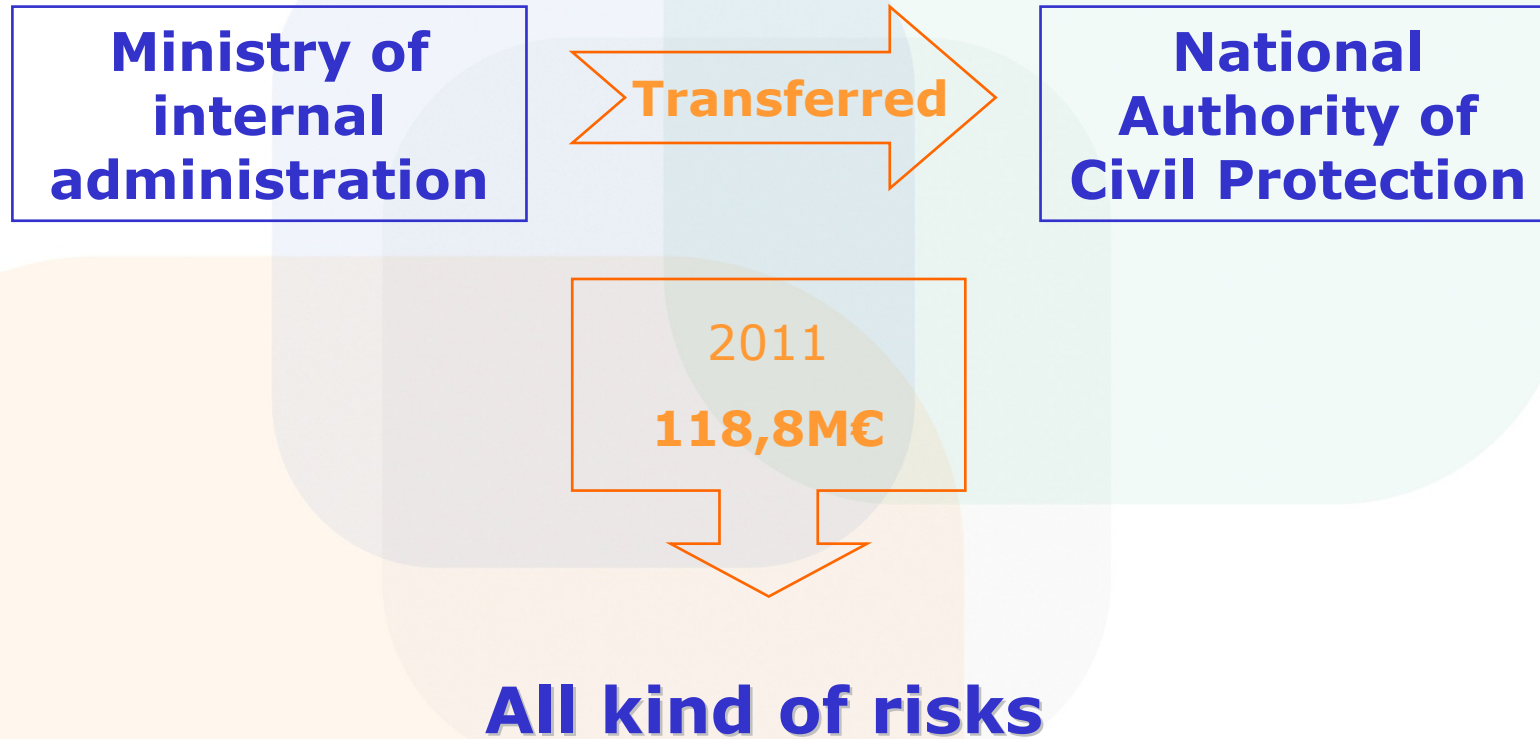 Ministry of
internal
administration
Transferred
National
Authority of
Civil Protection
2011
118,8M€
All kind of risks